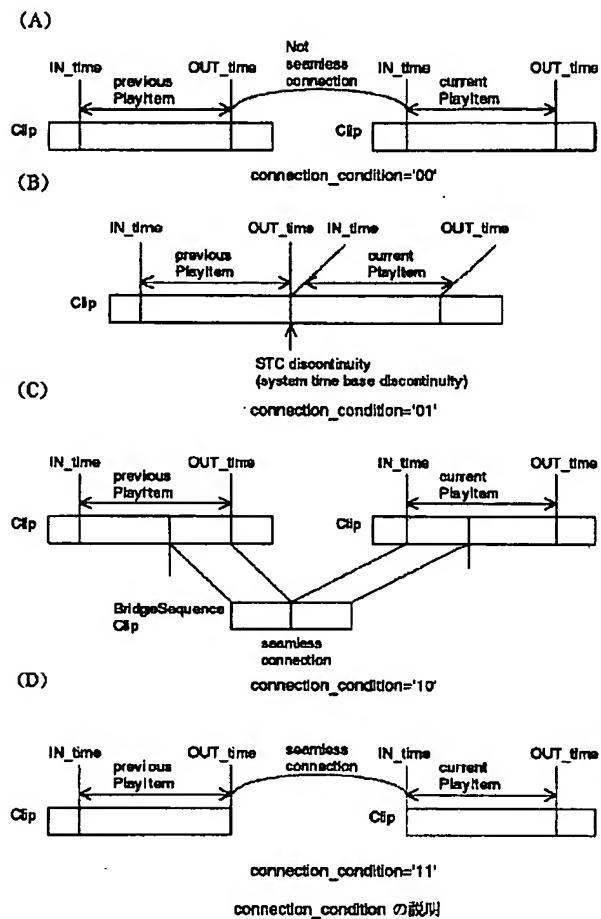 (A)
Not
seamless
connection
IN_time
previous
PlayItem
OUT_time
IN_time
current
PlayItem
OUT_time
Clip
Clip
connection_condition='00'
(B)
IN_time
OUT_time
IN_time
OUT_time
previous
PlayItem
current
PlayItem
Clip
STC discontinuity
(system time base discontinuity)
connection_condition='01'
(C)
IN_time
previous
PlayItem
OUT_time
IN_time
current
PlayItem
OUT_time
Clip
Clip
BridgeSequence
Clip
seamless
connection
connection_condition='10'
(D)
IN_time
previous
PlayItem
OUT_time
seamless
connection
IN_time
current
PlayItem
OUT_time
Clip
Clip
connection_condition='11'
connection_condition の説明